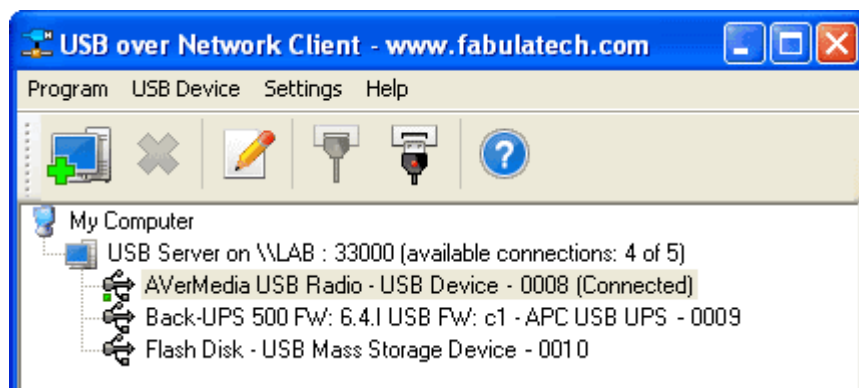 USB over Network Client - www.fabulatech.com
Program USB Device Settings Help
My Computer
USB Server on \\LAB : 33000 (available connections: 4 of 5)
AVerMedia USB Radio - USB Device - 0008 (Connected)
Back-UPS 500 FW: 6.4.I USB FW: c1 - APC USB UPS - 0009
Flash Disk - USB Mass Storage Device - 0010